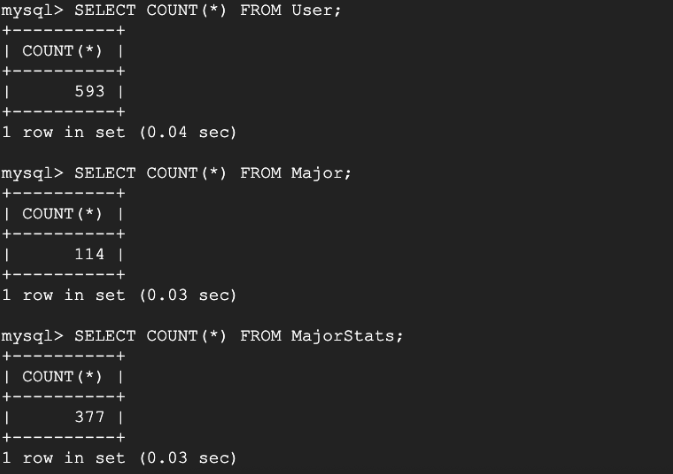 mysql> SELECT COUNT(*) FROM User;
+----------+
| COUNT(*) |
+----------+
|      593 |
+----------+
1 row in set (0.04 sec)

mysql> SELECT COUNT(*) FROM Major;
+----------+
| COUNT(*) |
+----------+
|      114 |
+----------+
1 row in set (0.03 sec)

mysql> SELECT COUNT(*) FROM MajorStats;
+----------+
| COUNT(*) |
+----------+
|      377 |
+----------+
1 row in set (0.03 sec)